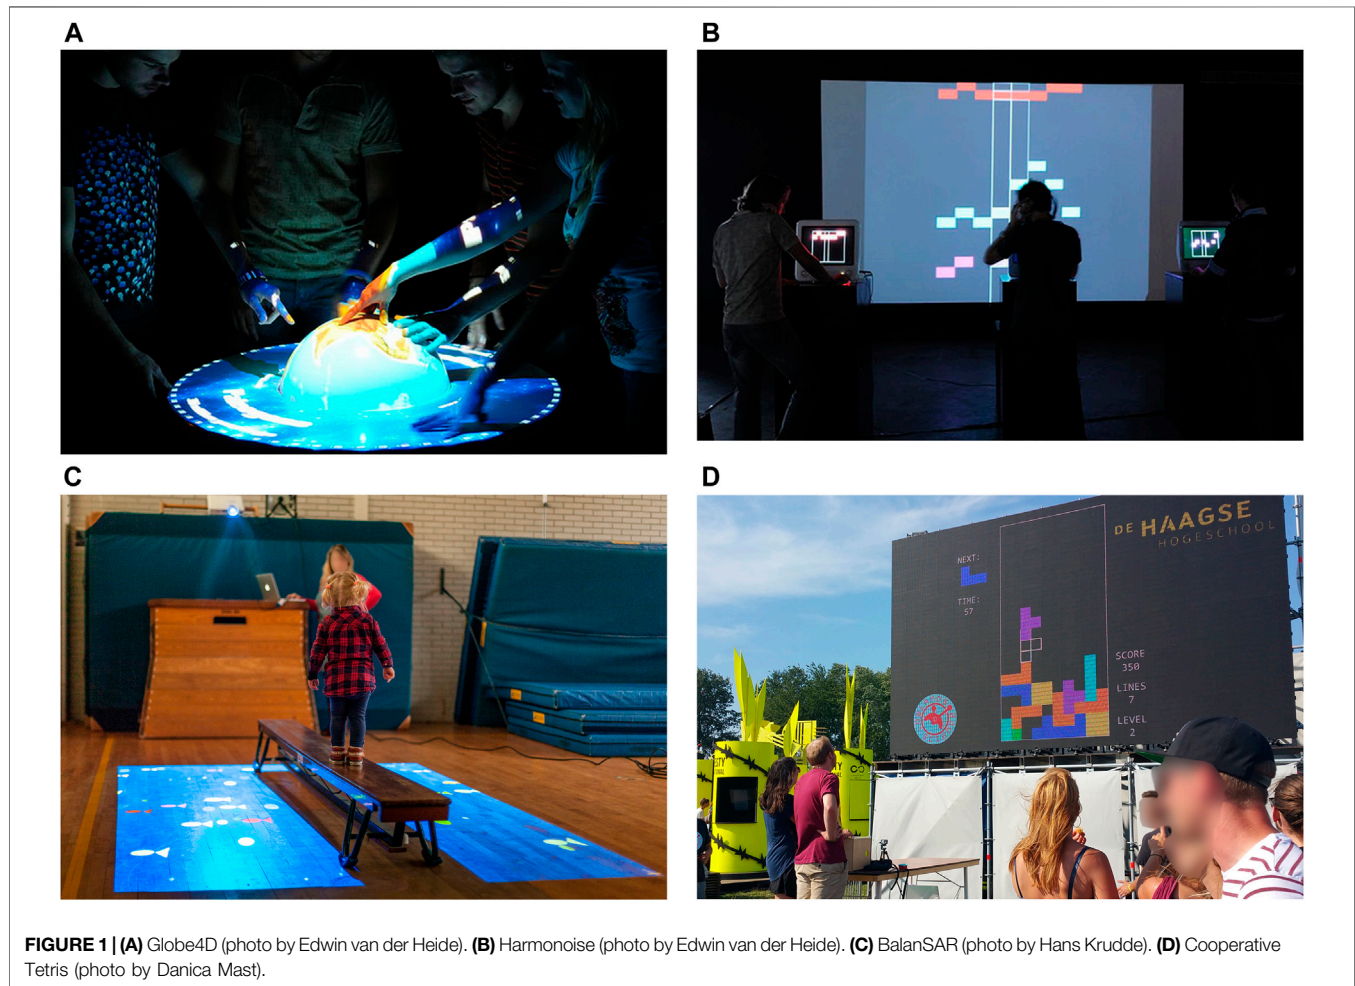 A
B
C
D
DE HAAGSE
HOGESCHOOL
NEXT:
TIME:
57
SCORE
350
LINES
7
LEVEL
2
FIGURE 1 | (A) Globe4D (photo by Edwin van der Heide). (B) Harmonoise (photo by Edwin van der Heide). (C) BalanSAR (photo by Hans Krudde). (D) Cooperative
Tetris (photo by Danica Mast).